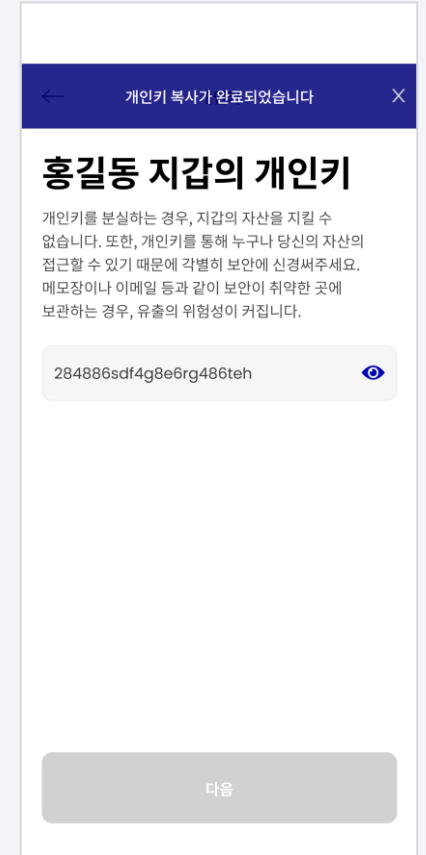 개인키 복사가 완료되었습니다
X
홍길동 지갑의 개인키
개인키를 분실하는 경우, 지갑의 자산을 지킬 수
없습니다. 또한, 개인키를 통해 누구나 당신의 자산의
접근할 수 있기 때문에 각별히 보안에 신경써주세요.
메모장이나 이메일 등과 같이 보안이 취약한 곳에
보관하는 경우, 유출의 위험성이 커집니다.
284886sdf4g8e6rg486teh
다음